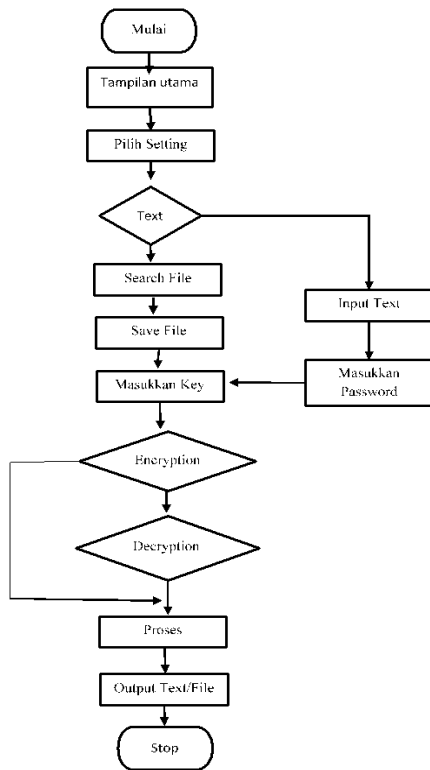 Mulai
Tampilan utama
Pilih Setting
Text
Search File
Input Text
Save File
Masukkan Key
Masukkan
Password
Encryption
Decryption
Proses
Output Text/File
Stop